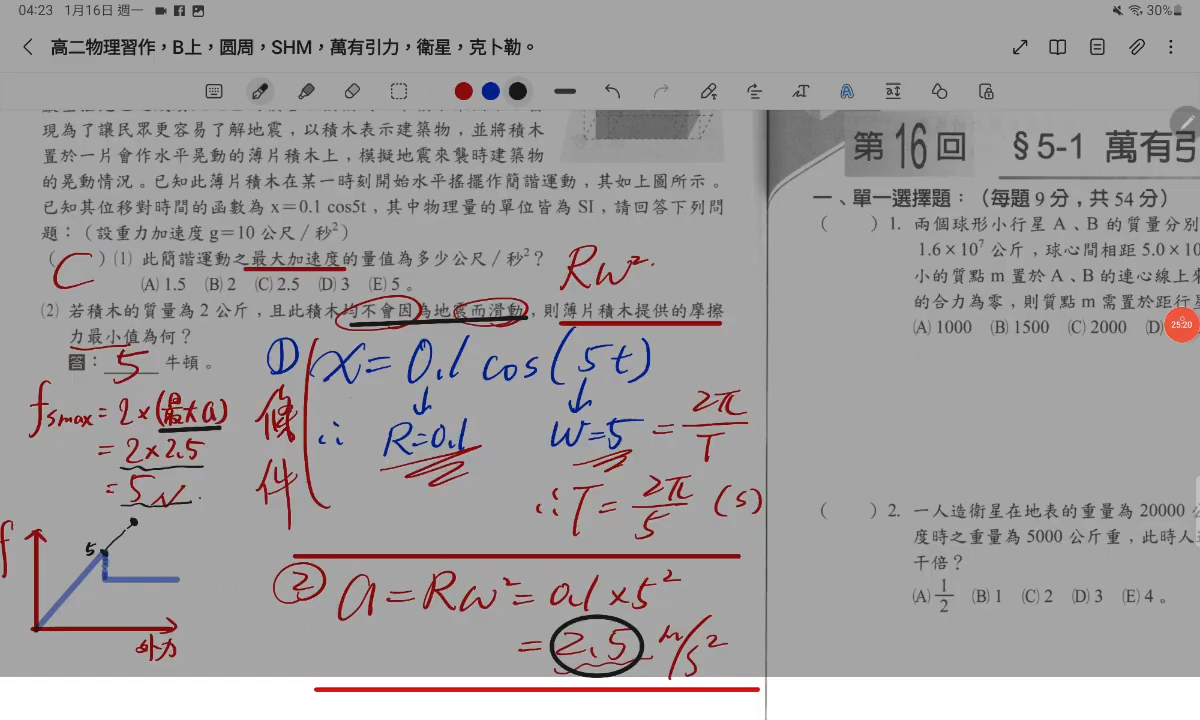 04:23 1月16日 週一 30%
高二物理習作，B上，圓周，SHM，萬有引力，衛星，克卜勒。
現為了讓民眾更容易了解地震，以積木表示建築物，並將積木
置於一片會作水平晃動的薄片積木上，模擬地震來襲時建築物
的晃動情況。已知此薄片積木在某一時刻開始水平搖擺作簡諧運動，其如上圖所示。
已知其位移對時間的函數為 x＝0.1 cos5t，其中物理量的單位皆為 SI，請回答下列問
題：（設重力加速度 g＝10 公尺／秒²）
( C ) (1) 此簡諧運動之最大加速度的量值為多少公尺／秒²？
Rω²
(A) 1.5 (B) 2 (C) 2.5 (D) 3 (E) 5。
(2) 若積木的質量為 2 公斤，且此積木均不會因為地震而滑動，則薄片積木提供的摩擦
力最小值為何？
答：5 牛頓。
fsmax = 2×(最大a)
= 2×2.5
= 5N.
f
5
外力
條件
① x = 0.1 cos(5t)
∴ R=0.1 ω=5 = 2π/T
∴ T = 2π/5 (s)
② a = Rω² = 0.1×5²
= 2.5 m/s²
第16回 §5-1 萬有引
一、單一選擇題：（每題 9 分，共 54 分）
( ) 1. 兩個球形小行星 A、B 的質量分別
1.6×10⁷ 公斤，球心間相距 5.0×10
小的質點 m 置於 A、B 的連心線上
的合力為零，則質點 m 需置於距行星
(A) 1000 (B) 1500 (C) 2000 (D)
25:20
( ) 2. 一人造衛星在地表的重量為 20000
度時之重量為 5000 公斤重，此時人
干倍？
(A) 1/2 (B) 1 (C) 2 (D) 3 (E) 4。